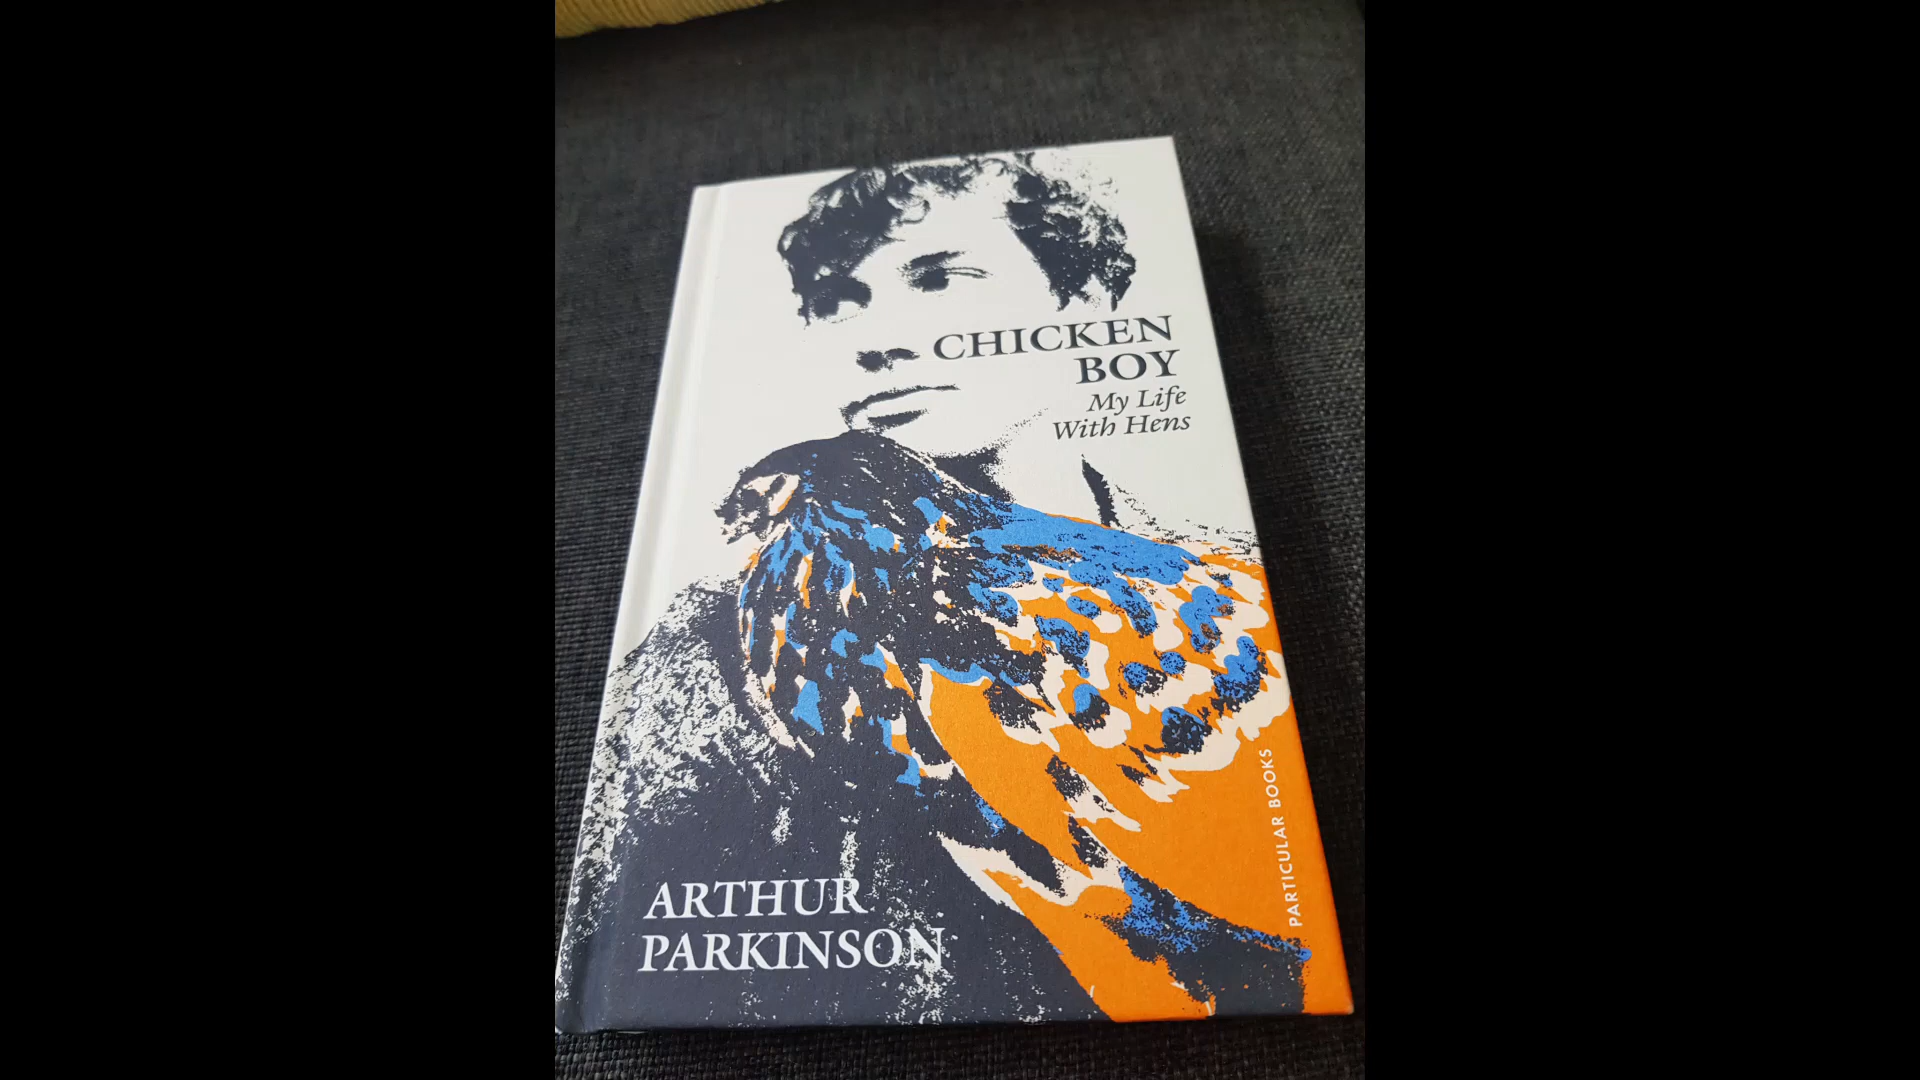 CHICKEN
BOY
My Life
With Hens
PARTICULAR BOOKS
ARTHUR
PARKINSON